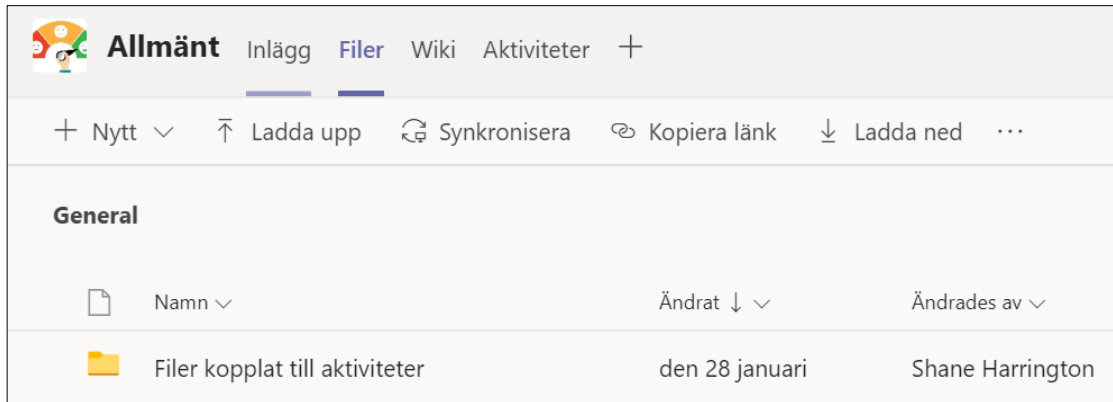 Allmänt Inlägg Filer Wiki Aktiviteter
Nytt Ladda upp Synkronisera Kopiera länk Ladda ned ...
General
Namn Ändrat Ändrades av
Filer kopplat till aktiviteter den 28 januari Shane Harrington